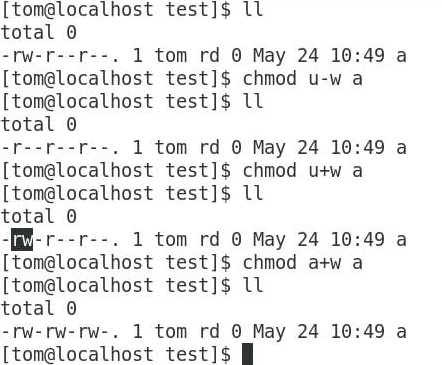 [tom@localhost test]$ ll
total 0
-rw-r--r--. 1 tom rd 0 May 24 10:49 a
[tom@localhost test]$ chmod u-w a
[tom@localhost test]$ ll
total 0
-r--r--r--. 1 tom rd 0 May 24 10:49 a
[tom@localhost test]$ chmod u+w a
[tom@localhost test]$ ll
total 0
-rw-r--r--. 1 tom rd 0 May 24 10:49 a
[tom@localhost test]$ chmod a+w a
[tom@localhost test]$ ll
total 0
-rw-rw-rw-. 1 tom rd 0 May 24 10:49 a
[tom@localhost test]$